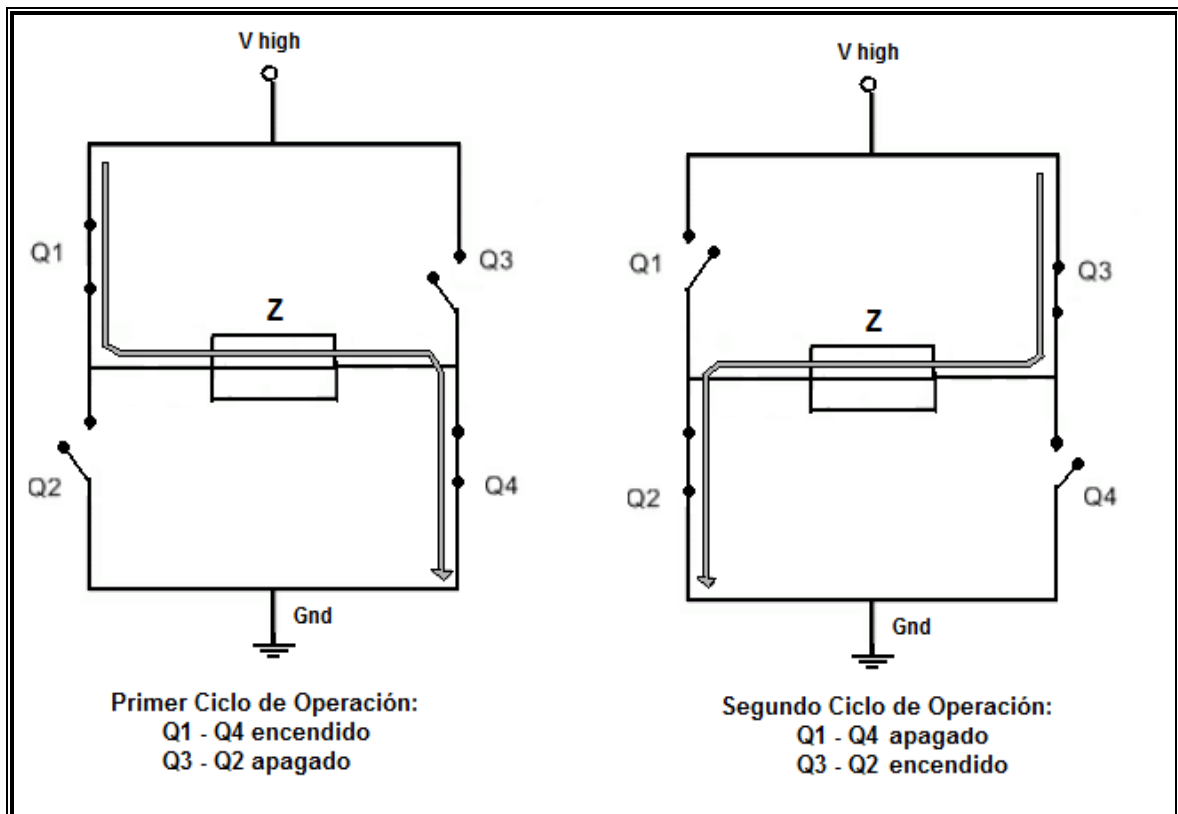 V high
Q1
Q3
Z
Q2
Q4
Gnd
Primer Ciclo de Operación:
Q1 - Q4 encendido
Q3 - Q2 apagado
V high
Q1
Q3
Z
Q2
Q4
Gnd
Segundo Ciclo de Operación:
Q1 - Q4 apagado
Q3 - Q2 encendido